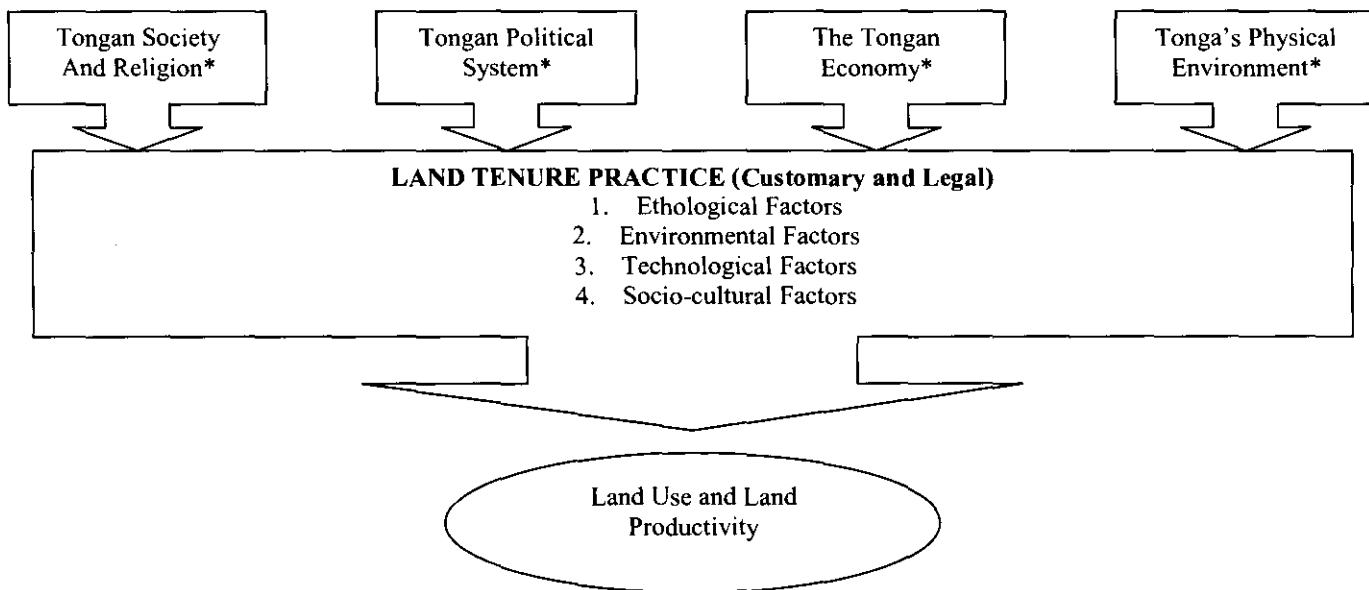 Tongan Society
And Religion*
Tongan Political
System*
The Tongan
Economy*
Tonga's Physical
Environment*
LAND TENURE PRACTICE (Customary and Legal)
1. Ethological Factors
2. Environmental Factors
3. Technological Factors
4. Socio-cultural Factors
Land Use and Land
Productivity